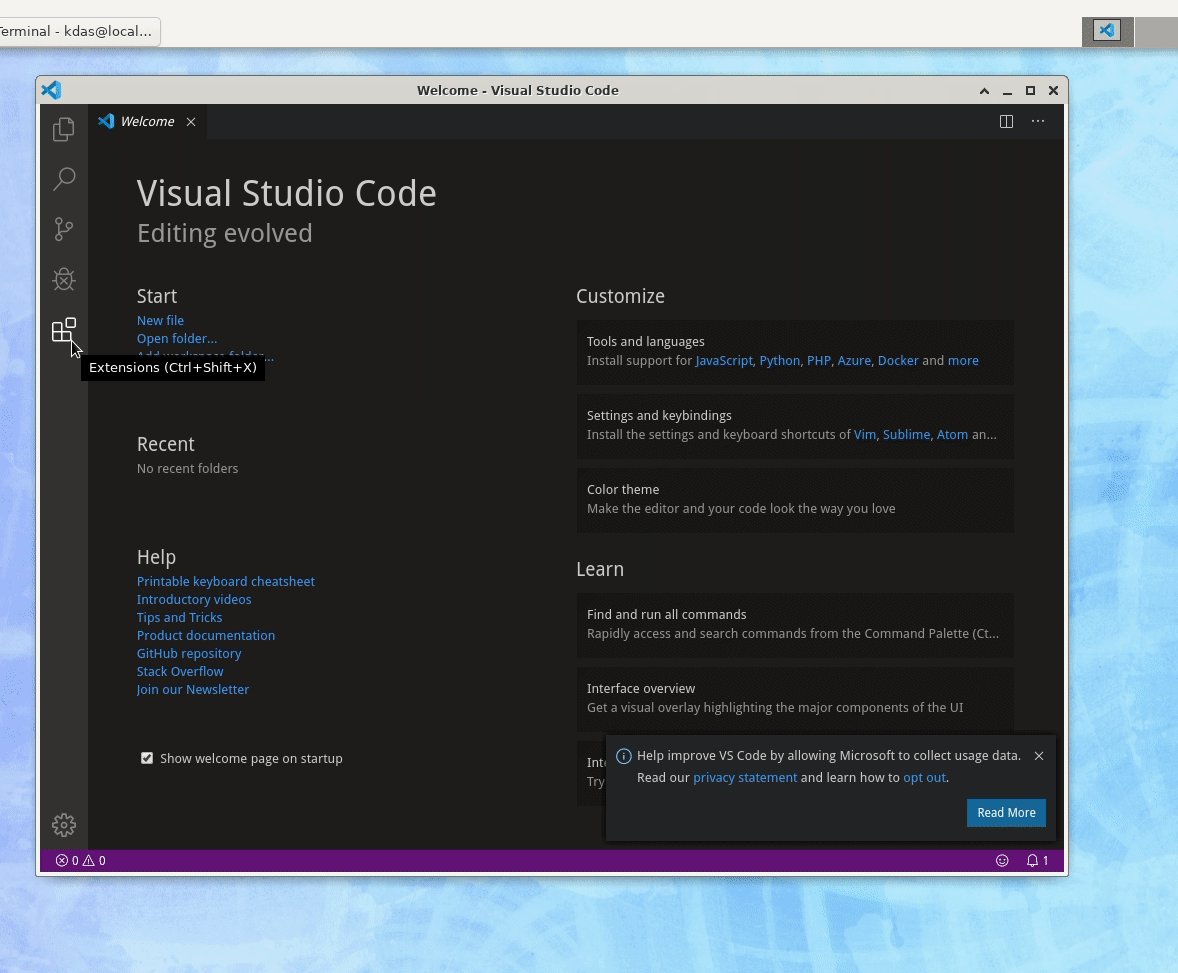 Terminal - kdas@local...
Welcome - Visual Studio Code
Welcome
Visual Studio Code
Editing evolved
Start
New file
Open folder...
Add workspace folder...
Extensions (Ctrl+Shift+X)
Recent
No recent folders
Help
Printable keyboard cheatsheet
Introductory videos
Tips and Tricks
Product documentation
GitHub repository
Stack Overflow
Join our Newsletter
Show welcome page on startup
Customize
Tools and languages
Install support for JavaScript, Python, PHP, Azure, Docker and more
Settings and keybindings
Install the settings and keyboard shortcuts of Vim, Sublime, Atom an...
Color theme
Make the editor and your code look the way you love
Learn
Find and run all commands
Rapidly access and search commands from the Command Palette (Ct...
Interface overview
Get a visual overlay highlighting the major components of the UI
Inte
Try
Help improve VS Code by allowing Microsoft to collect usage data.
Read our privacy statement and learn how to opt out.
Read More
0 0
1